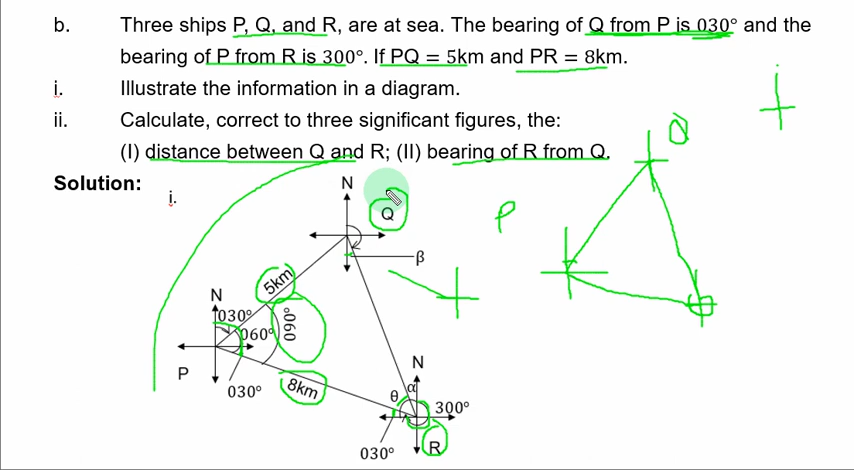 b. Three ships P, Q, and R, are at sea. The bearing of Q from P is 030° and the
bearing of P from R is 300°. If PQ = 5km and PR = 8km.
i. Illustrate the information in a diagram.
ii. Calculate, correct to three significant figures, the:
(I) distance between Q and R; (II) bearing of R from Q.
Solution:
i.
N
Q
Q
P
β
5km
N
030°
060°
060°
P
030°
8km
N
θ
α
300°
030°
R